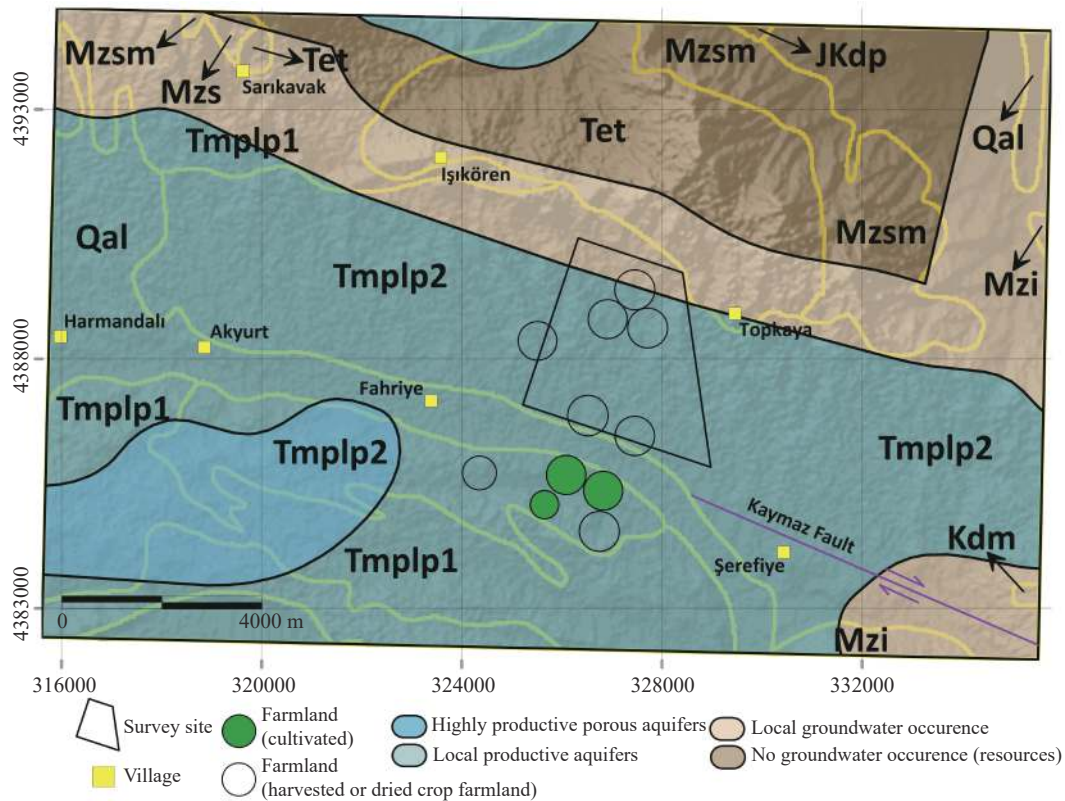 Mzsm
Mzs
Tet
Sarıkavak
Mzsm
JKdp
4393000
Tmplp1
Tet
Qal
Işıkören
Qal
Mzsm
Tmplp2
Mzi
Harmandalı
Akyurt
Topkaya
4388000
Fahriye
Tmplp1
Tmplp2
Tmplp2
Kaymaz Fault
Kdm
Tmplp1
Şerefiye
4383000
0
4000 m
Mzi
316000
320000
324000
328000
332000
Survey site
Village
Farmland
(cultivated)
Farmland
(harvested or dried crop farmland)
Highly productive porous aquifers
Local productive aquifers
Local groundwater occurence
No groundwater occurence (resources)